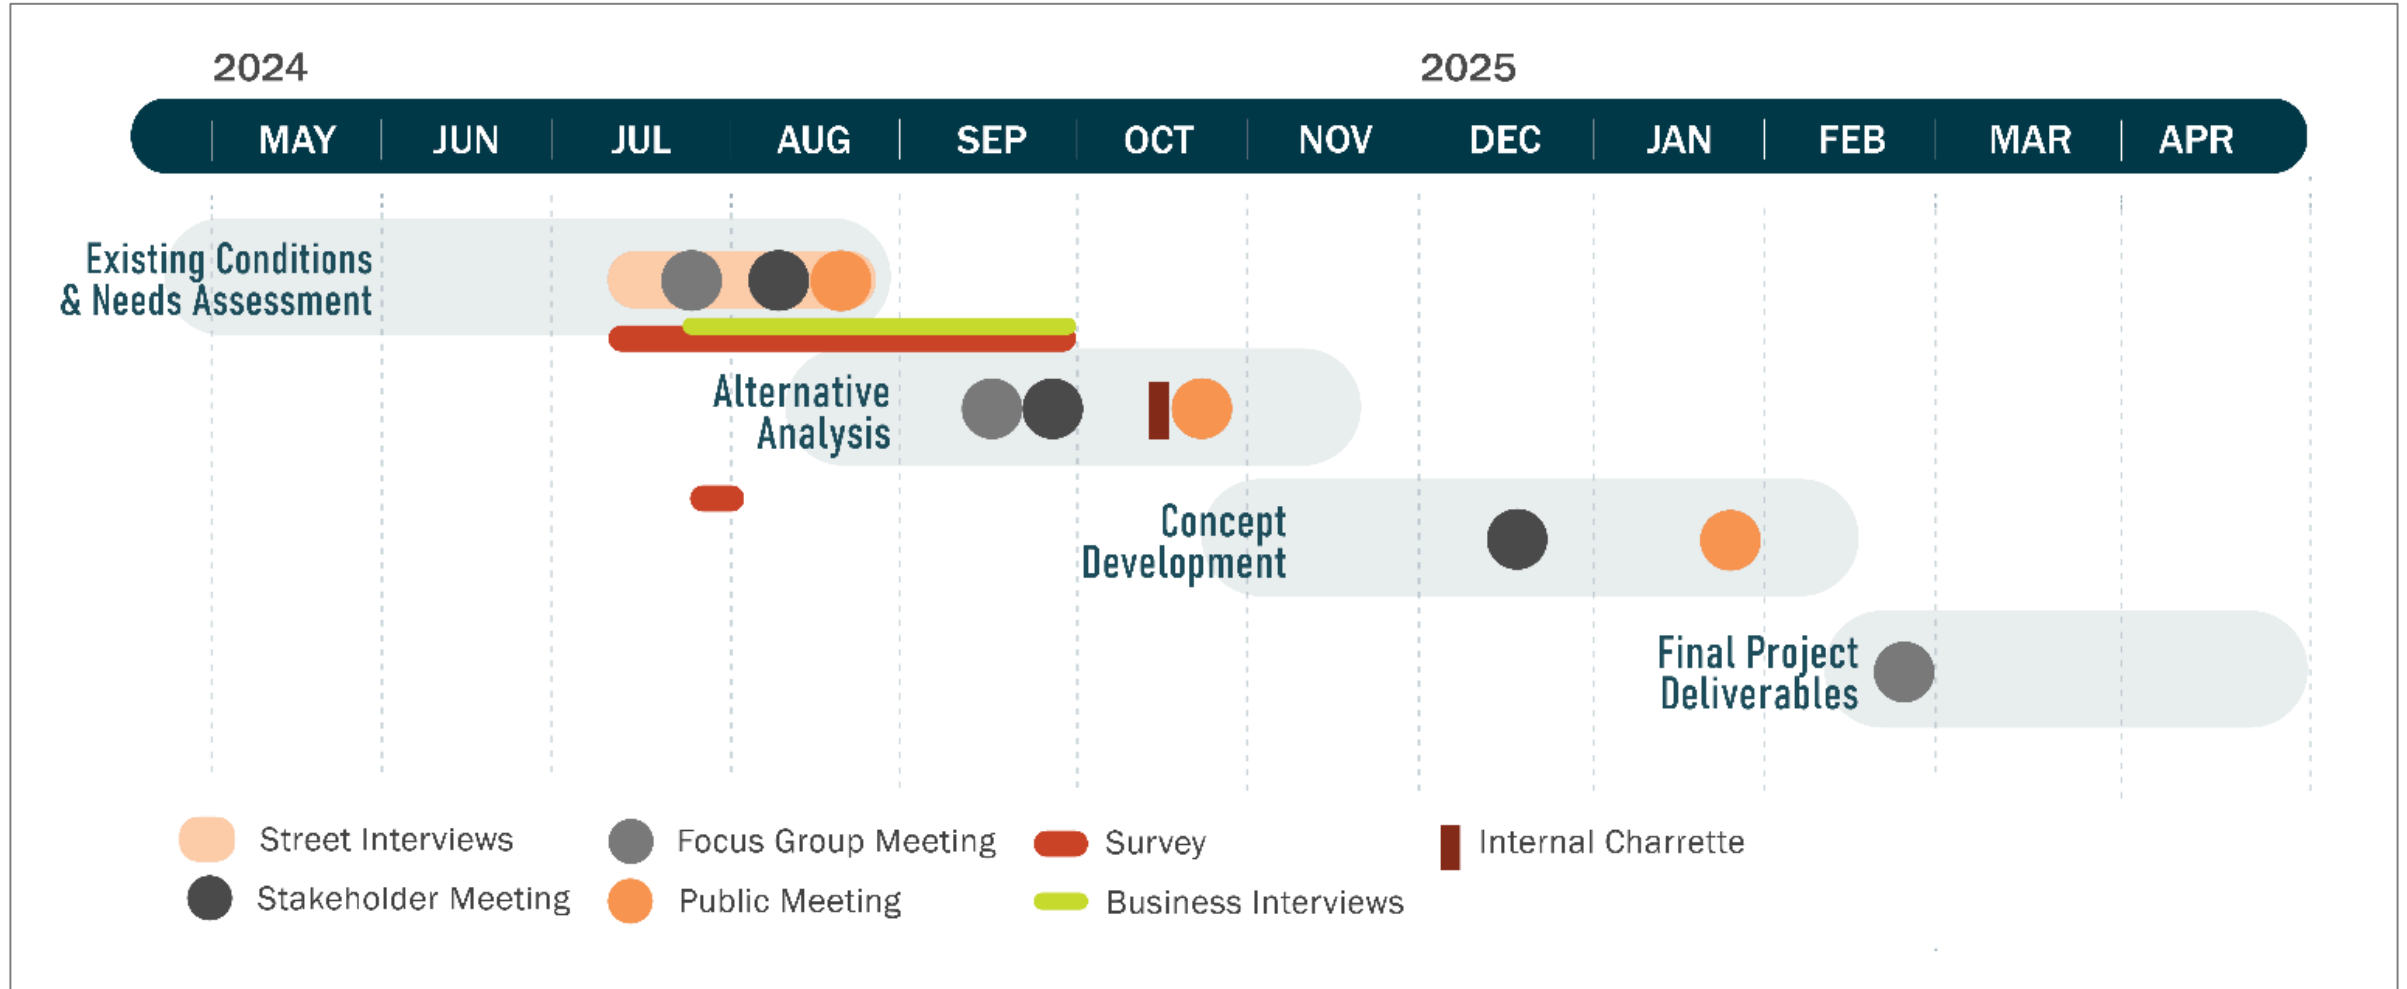 2024 2025
MAY JUN JUL AUG SEP OCT NOV DEC JAN FEB MAR APR
Existing Conditions
& Needs Assessment
Alternative
Analysis
Concept
Development
Final Project
Deliverables
Street Interviews
Stakeholder Meeting
Focus Group Meeting
Public Meeting
Survey
Business Interviews
Internal Charrette